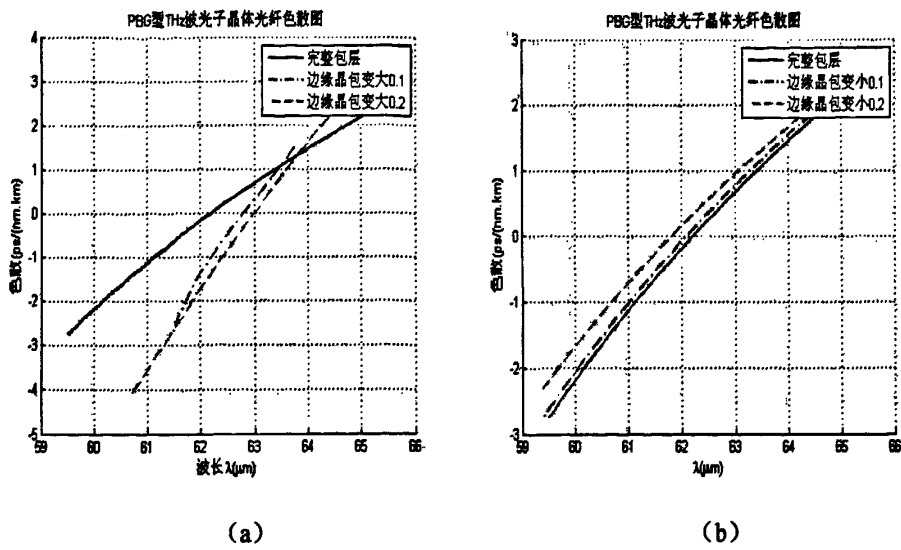 PBG型THz波光子晶体光纤色散图
4
3
2
1
0
-1
-2
-3
-4
-5
色散(ps/(nm.km)
完整包层
边缘晶包变大0.1
边缘晶包变大0.2
59
60
61
62
63
64
65
66
波长λ(μm)
(a)
PBG型THz波光子晶体光纤色散图
3
2
1
0
-1
-2
-3
色散(ps/(nm.km)
完整包层
边缘晶包变小0.1
边缘晶包变小0.2
59
60
61
62
63
64
65
66
λ(μm)
(b)